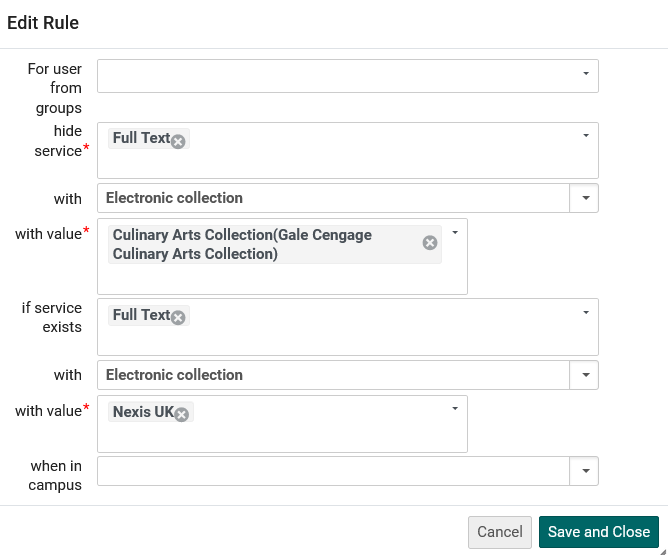 Edit Rule
For user
from
groups
hide
service*
Full Text
with
Electronic collection
with value*
Culinary Arts Collection(Gale Cengage
Culinary Arts Collection)
if service
exists
Full Text
with
Electronic collection
with value*
Nexis UK
when in
campus
Cancel
Save and Close